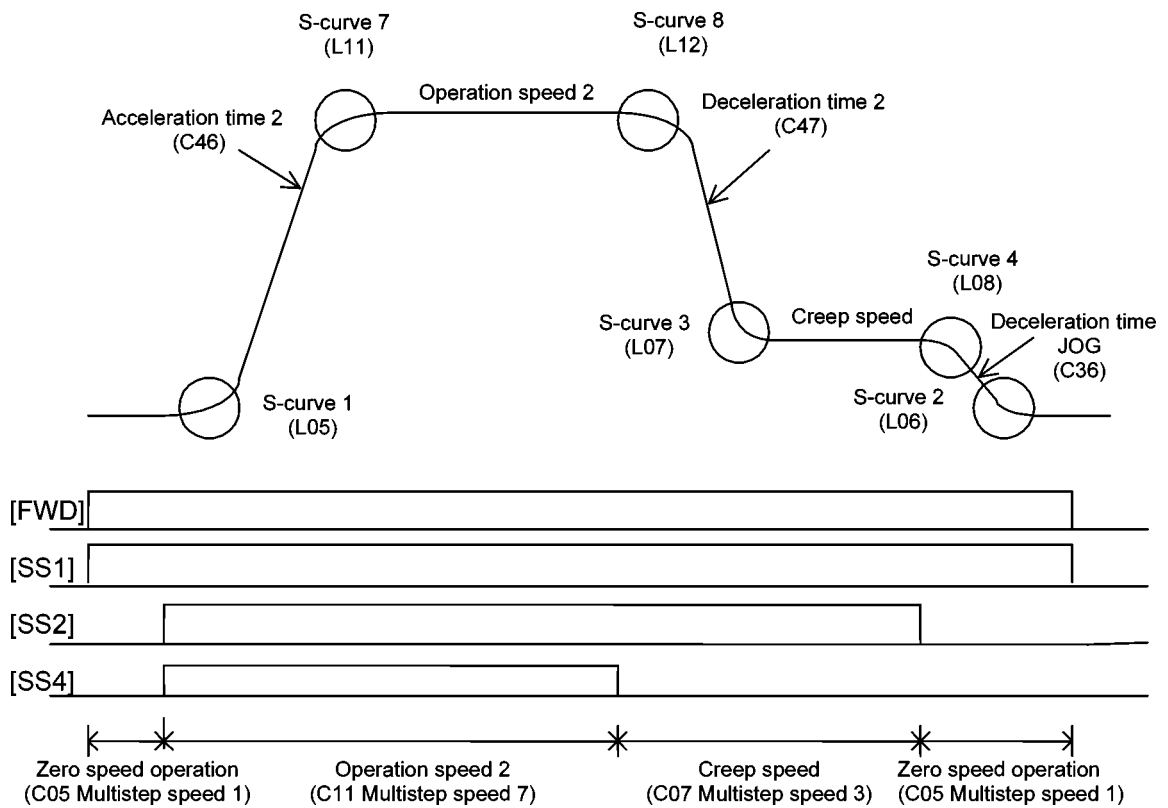 S-curve 7
(L11)
S-curve 8
(L12)
Acceleration time 2
(C46)
Operation speed 2
Deceleration time 2
(C47)
S-curve 4
(L08)
S-curve 3
(L07)
Creep speed
Deceleration time
JOG
(C36)
S-curve 1
(L05)
S-curve 2
(L06)
[FWD]
[SS1]
[SS2]
[SS4]
Zero speed operation
(C05 Multistep speed 1)
Operation speed 2
(C11 Multistep speed 7)
Creep speed
(C07 Multistep speed 3)
Zero speed operation
(C05 Multistep speed 1)